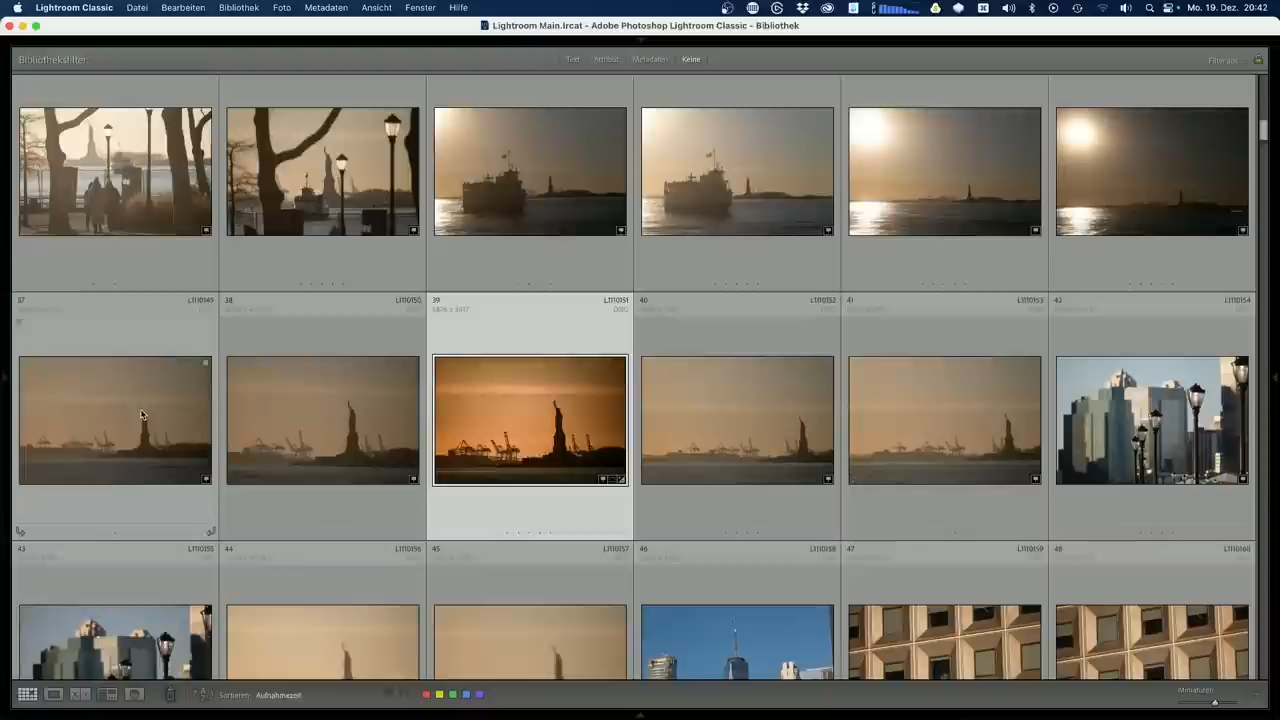 Lightroom Classic Datei Bearbeiten Bibliothek Foto Metadaten Ansicht Fenster Hilfe Mo. 19. Dez. 20:42
Lightroom Main.lrcat - Adobe Photoshop Lightroom Classic - Bibliothek
Bibliotheksfilter: Text Attribut Metadaten Keine Filter aus
37 L1110149 38 L1110150 39 L1110151 40 L1110152 41 L1110153 42 L1110154
5876 x 3917 DNG
43 L1110155 44 L1110156 45 L1110157 46 L1110158 47 L1110159 48 L1110160
Sortieren: Aufnahmezeit Miniaturen